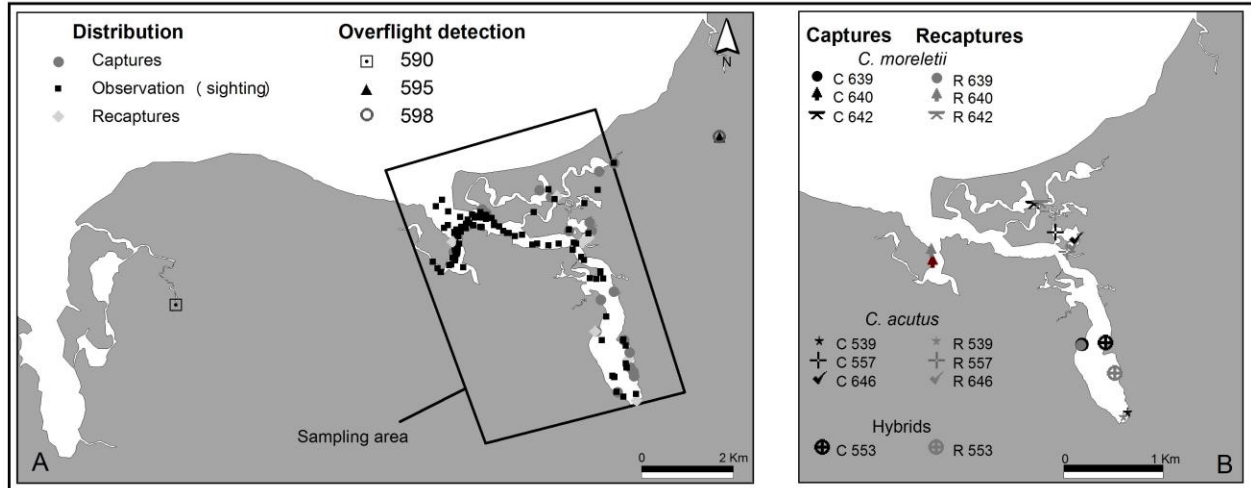 Distribution
Captures
Observation ( sighting)
Recaptures
Overflight detection
590
595
598
N
Sampling area
0 2 Km
A
Captures Recaptures
C. moreletii
C 639 R 639
C 640 R 640
C 642 R 642
C. acutus
C 539 R 539
C 557 R 557
C 646 R 646
Hybrids
C 553 R 553
0 1 Km
B